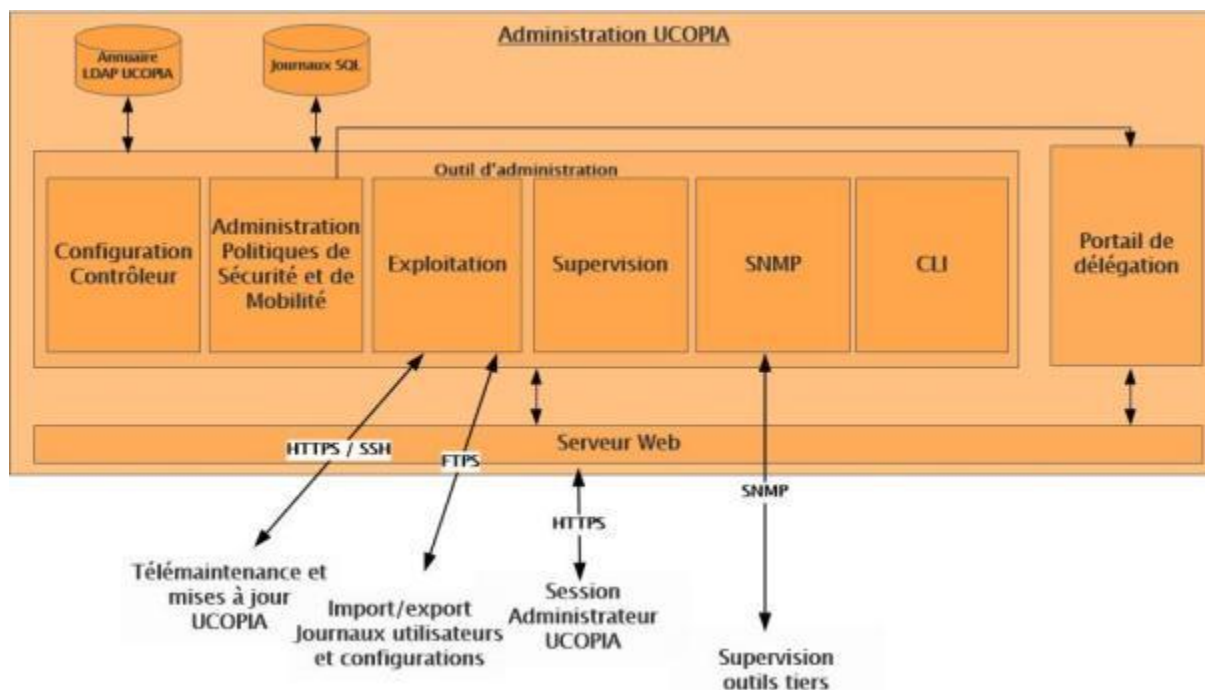 Administration UCOPIA
Annuaire
LDAP UCOPIA
Journaux SQL
Outil d'administration
Configuration
Contrôleur
Administration
Politiques de
Sécurité et de
Mobilité
Exploitation
Supervision
SNMP
CLI
Portail de
délégation
Serveur Web
HTTPS / SSH
FTPS
HTTPS
SNMP
Télémaintenance et
mises à jour
UCOPIA
Import/export
Journaux utilisateurs
et configurations
Session
Administrateur
UCOPIA
Supervision
outils tiers